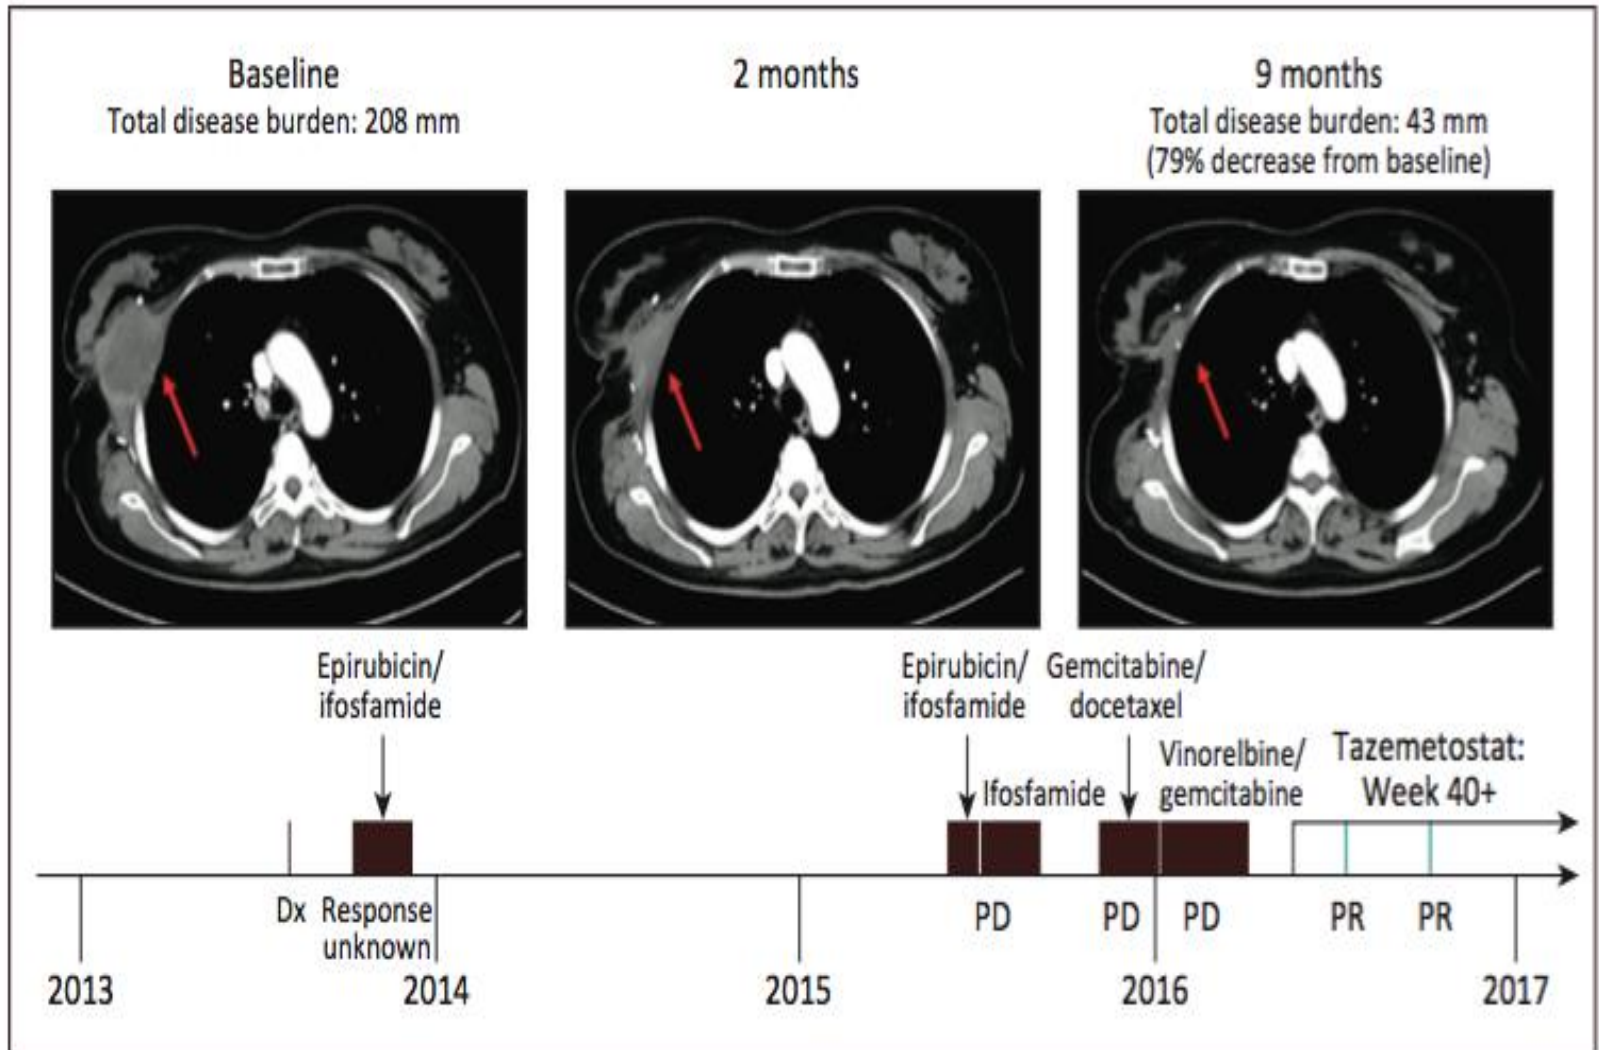 Baseline
Total disease burden: 208 mm
2 months
9 months
Total disease burden: 43 mm
(79% decrease from baseline)
Epirubicin/
ifosfamide
Epirubicin/
ifosfamide
Gemcitabine/
docetaxel
Ifosfamide
Vinorelbine/
gemcitabine
Tazemetostat:
Week 40+
Dx
Response
unknown
PD
PD
PD
PR
PR
2013
2014
2015
2016
2017